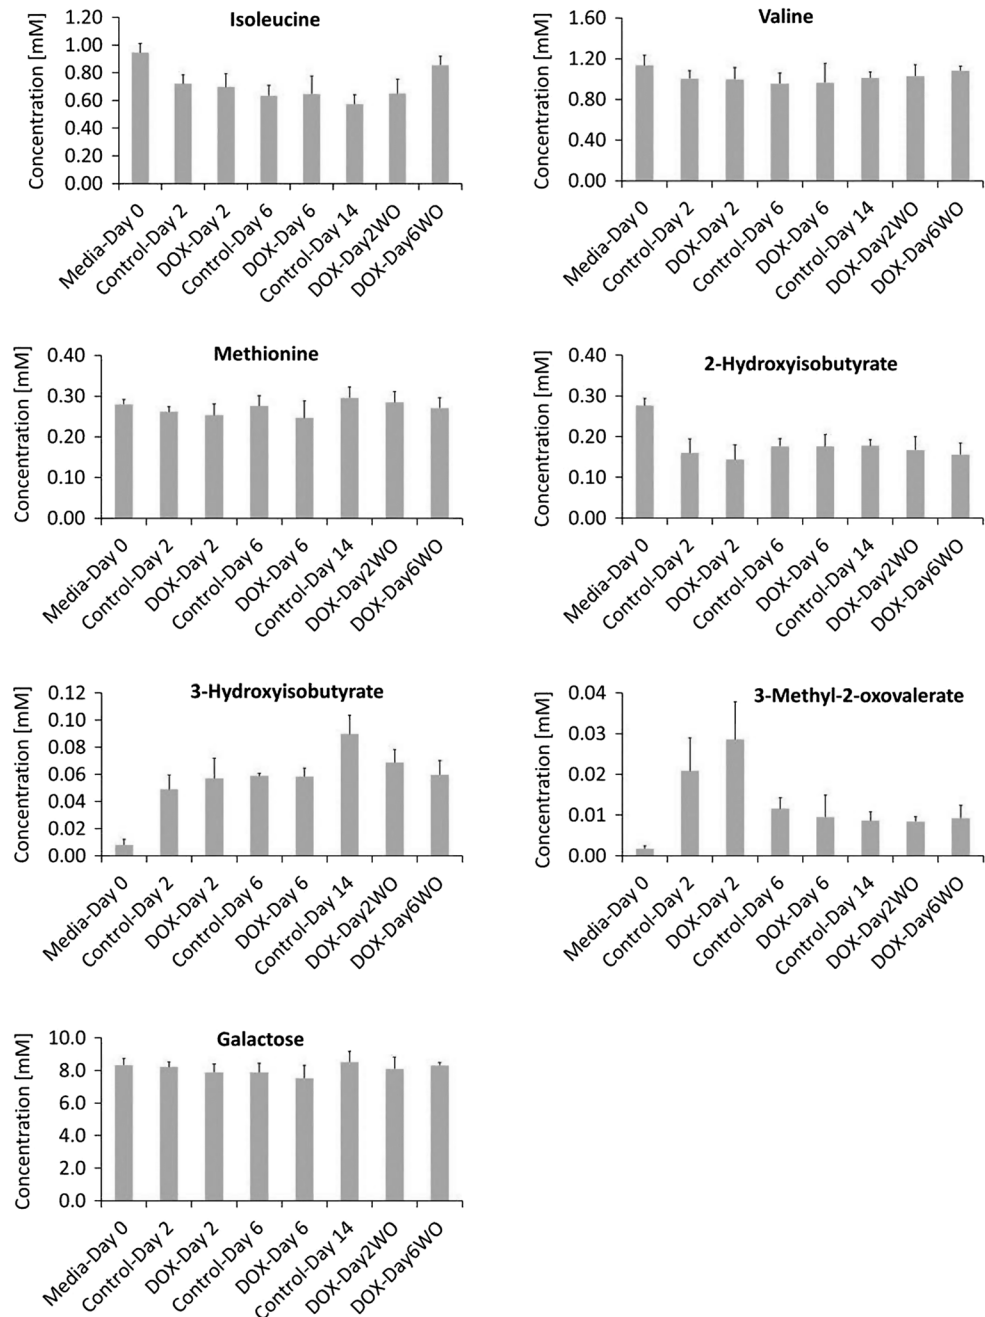 Isoleucine
Concentration [mM]
1.20
1.00
0.80
0.60
0.40
0.20
0.00
Media-Day 0
Control-Day 2
DOX-Day 2
Control-Day 6
DOX-Day 6
Control-Day 14
DOX-Day2WO
DOX-Day6WO
Valine
Concentration [mM]
1.60
1.20
0.80
0.40
0.00
Media-Day 0
Control-Day 2
DOX-Day 2
Control-Day 6
DOX-Day 6
Control-Day 14
DOX-Day2WO
DOX-Day6WO
Methionine
Concentration [mM]
0.40
0.30
0.20
0.10
0.00
Media-Day 0
Control-Day 2
DOX-Day 2
Control-Day 6
DOX-Day 6
Control-Day 14
DOX-Day2WO
DOX-Day6WO
2-Hydroxyisobutyrate
Concentration [mM]
0.40
0.30
0.20
0.10
0.00
Media-Day 0
Control-Day 2
DOX-Day 2
Control-Day 6
DOX-Day 6
Control-Day 14
DOX-Day2WO
DOX-Day6WO
3-Hydroxyisobutyrate
Concentration [mM]
0.12
0.10
0.08
0.06
0.04
0.02
0.00
Media-Day 0
Control-Day 2
DOX-Day 2
Control-Day 6
DOX-Day 6
Control-Day 14
DOX-Day2WO
DOX-Day6WO
3-Methyl-2-oxovalerate
Concentration [mM]
0.04
0.03
0.02
0.01
0.00
Media-Day 0
Control-Day 2
DOX-Day 2
Control-Day 6
DOX-Day 6
Control-Day 14
DOX-Day2WO
DOX-Day6WO
Galactose
Concentration [mM]
10.0
8.0
6.0
4.0
2.0
0.0
Media-Day 0
Control-Day 2
DOX-Day 2
Control-Day 6
DOX-Day 6
Control-Day 14
DOX-Day2WO
DOX-Day6WO